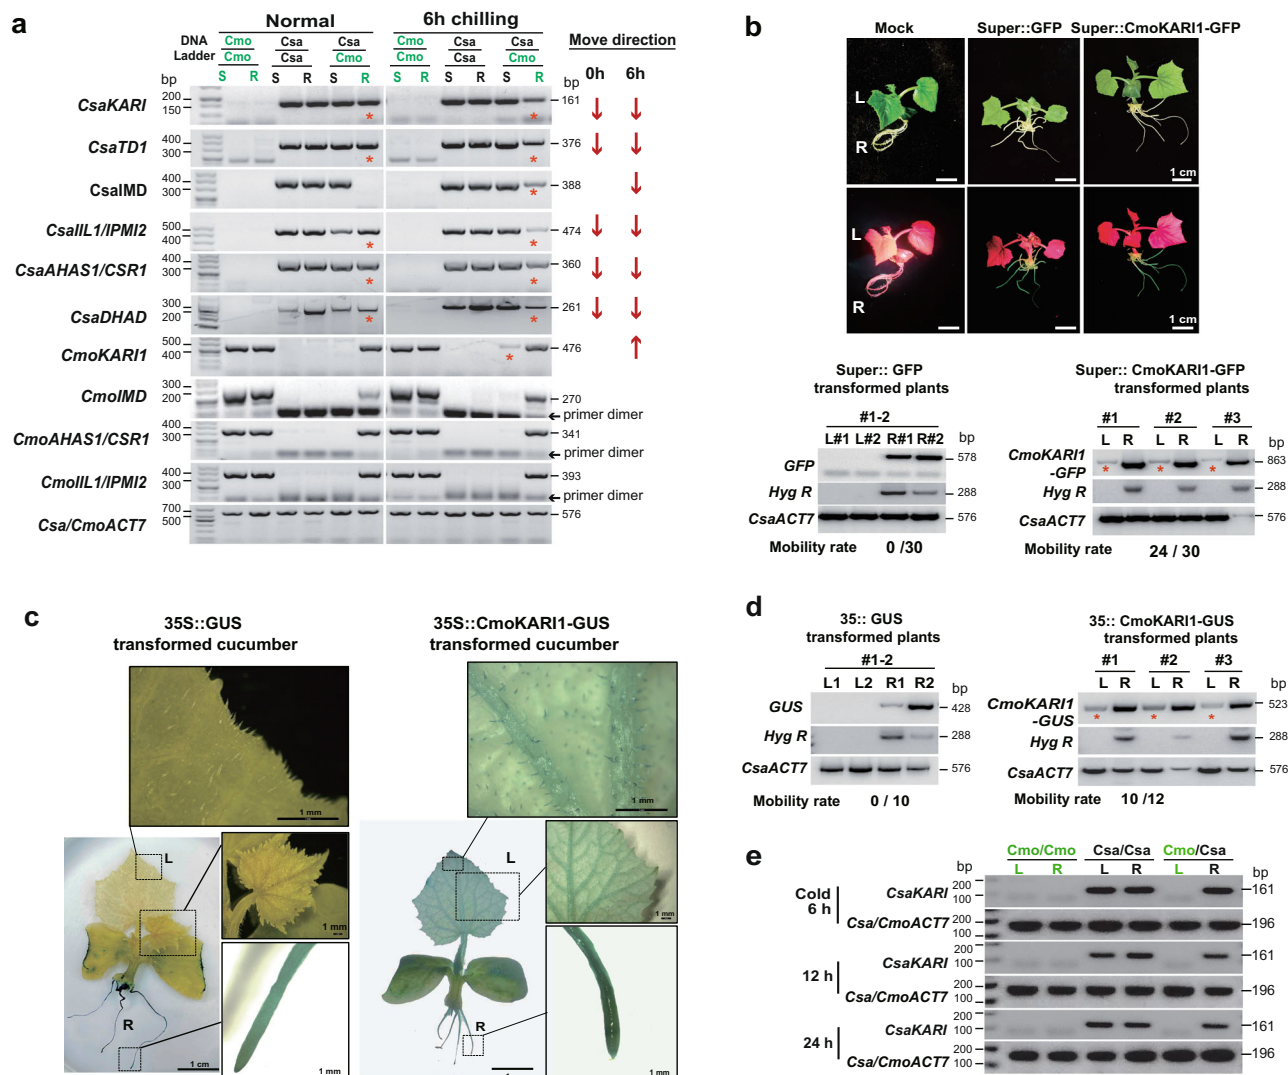 a
Normal
6h chilling
DNA Ladder
Cmo Csa Csa Cmo Csa Csa
Cmo Csa Cmo Cmo Csa Cmo
Move direction
bp S R S R S R S R S R S R bp 0h 6h
CsaKARI 200 150 161 *  * ↓ ↓
CsaTD1 400 300 376 * * ↓ ↓
CsaIMD 400 300 388 * ↓
CsaIIL1/IPMI2 500 400 474 * * ↓ ↓
CsaAHAS1/CSR1 400 300 360 * * ↓ ↓
CsaDHAD 300 200 261 * * ↓ ↓
CmoKARI1 500 400 476 * ↑
CmoIMD 300 200 270
primer dimer
CmoAHAS1/CSR1 400 300 341
primer dimer
CmoIIL1/IPMI2 400 300 393
primer dimer
Csa/CmoACT7 700 500 576
b
Mock Super::GFP Super::CmoKARI1-GFP
L
R
1 cm
L
R
1 cm
Super:: GFP
transformed plants
#1-2
L#1 L#2 R#1 R#2 bp
GFP 578
Hyg R 288
CsaACT7 576
Mobility rate 0 /30
Super:: CmoKARI1-GFP
transformed plants
#1 #2 #3
L R L R L R bp
CmoKARI1 -GFP 863
* * *
Hyg R 288
CsaACT7 576
Mobility rate 24 / 30
c
35S::GUS
transformed cucumber
1 mm
L
1 mm
R
1 cm
1 mm
35S::CmoKARI1-GUS
transformed cucumber
1 mm
L
1 mm
R
1 mm
d
35:: GUS
transformed plants
#1-2
L1 L2 R1 R2 bp
GUS 428
Hyg R 288
CsaACT7 576
Mobility rate 0 / 10
35:: CmoKARI1-GUS
transformed plants
#1 #2 #3
L R L R L R bp
CmoKARI1 -GUS 523
* * *
Hyg R 288
CsaACT7 576
Mobility rate 10 /12
e
Cmo/Cmo Csa/Csa Cmo/Csa
bp L R L R L R bp
Cold 6 h
CsaKARI 200 100 161
Csa/CmoACT7 200 100 196
12 h
CsaKARI 200 100 161
Csa/CmoACT7 200 100 196
24 h
CsaKARI 200 100 161
Csa/CmoACT7 200 100 196